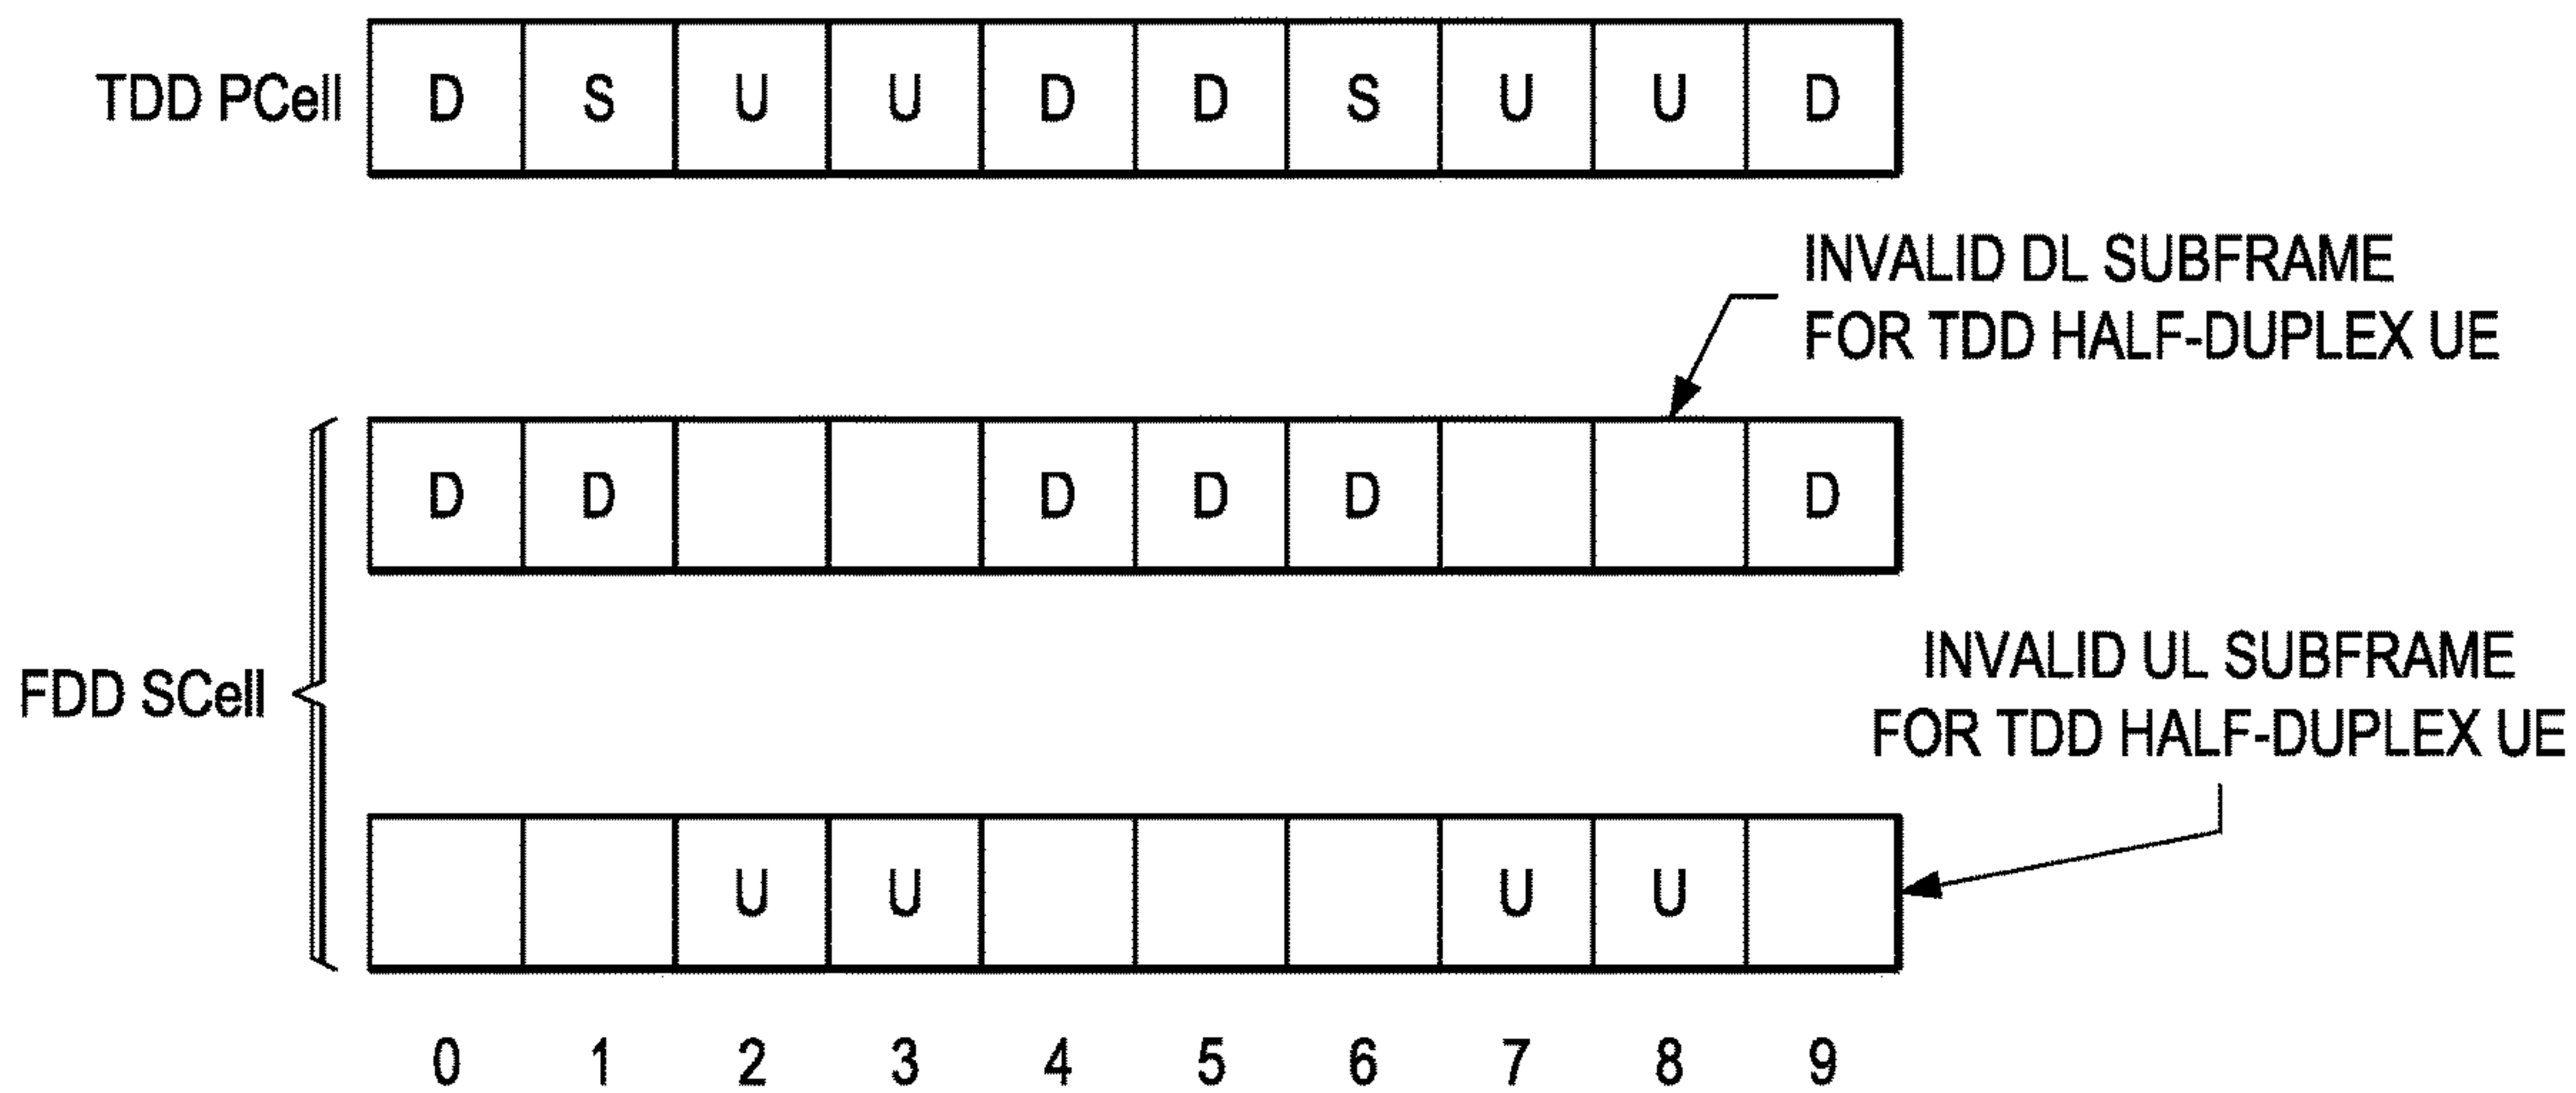 TDD PCell D S U U D D S U U D
INVALID DL SUBFRAME
FOR TDD HALF-DUPLEX UE
D D D D D D
FDD SCell
INVALID UL SUBFRAME
FOR TDD HALF-DUPLEX UE
U U U U
0 1 2 3 4 5 6 7 8 9